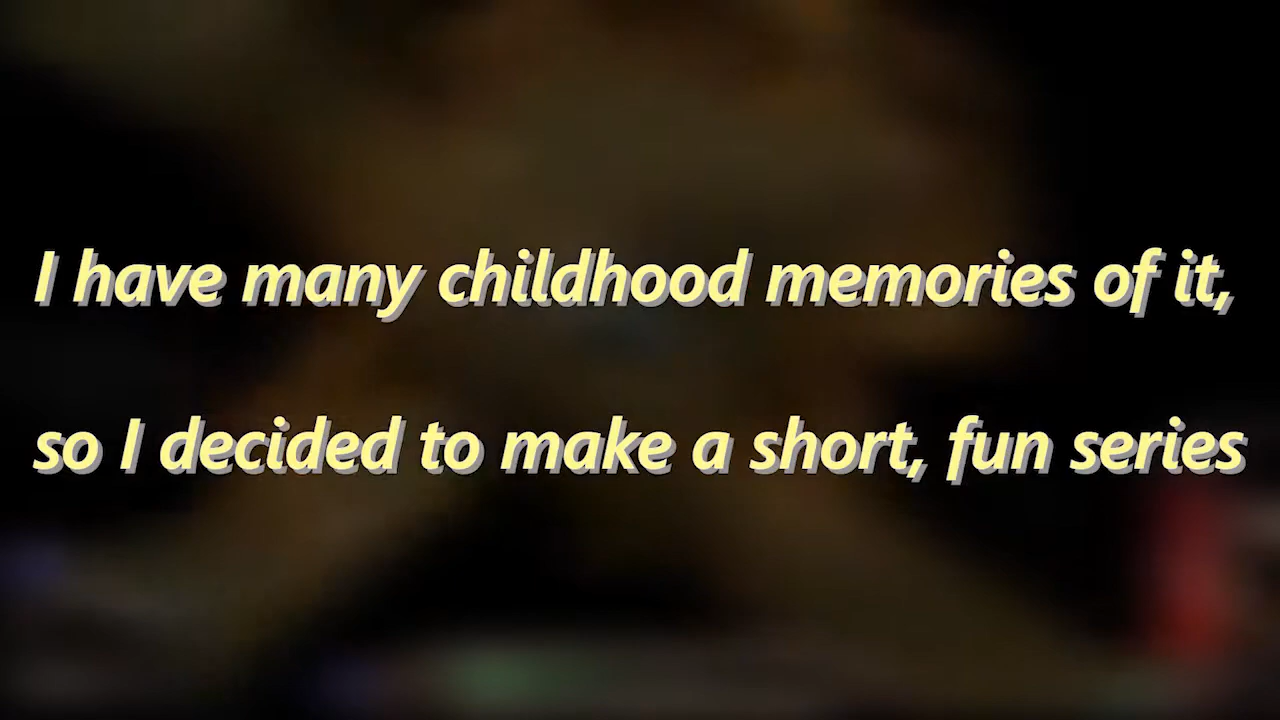 I have many childhood memories of it,
so I decided to make a short, fun series